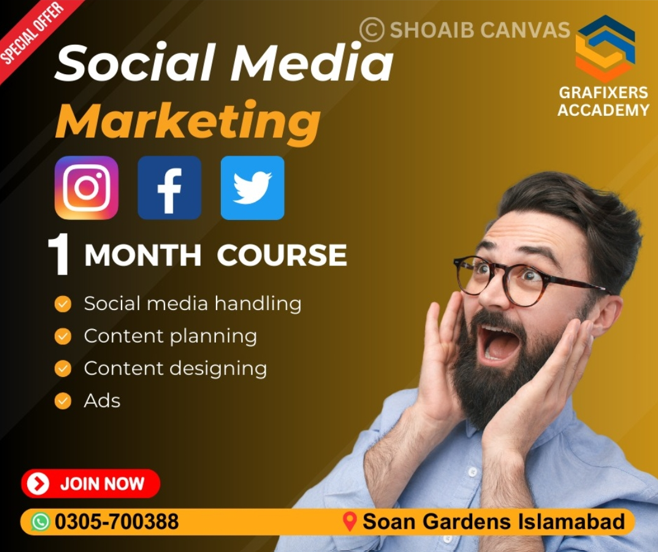 SPECIAL OFFER
© SHOAIB CANVAS
Social Media
Marketing
GRAFIXERS
ACCADEMY
1 MONTH COURSE
Social media handling
Content planning
Content designing
Ads
JOIN NOW
0305-700388
Soan Gardens Islamabad